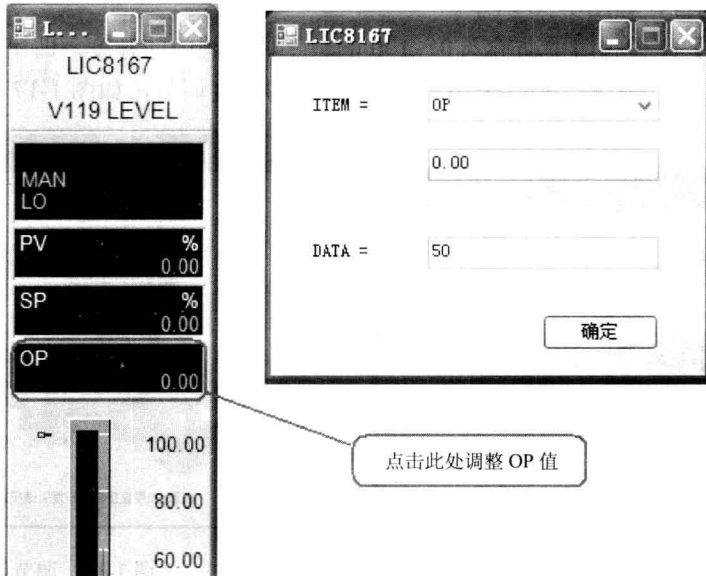 L...
LIC8167
V119 LEVEL
MAN
LO
PV %
0.00
SP %
0.00
OP
0.00
100.00
80.00
60.00
LIC8167
ITEM = OP
0.00
DATA = 50
确定
点击此处调整 OP 值